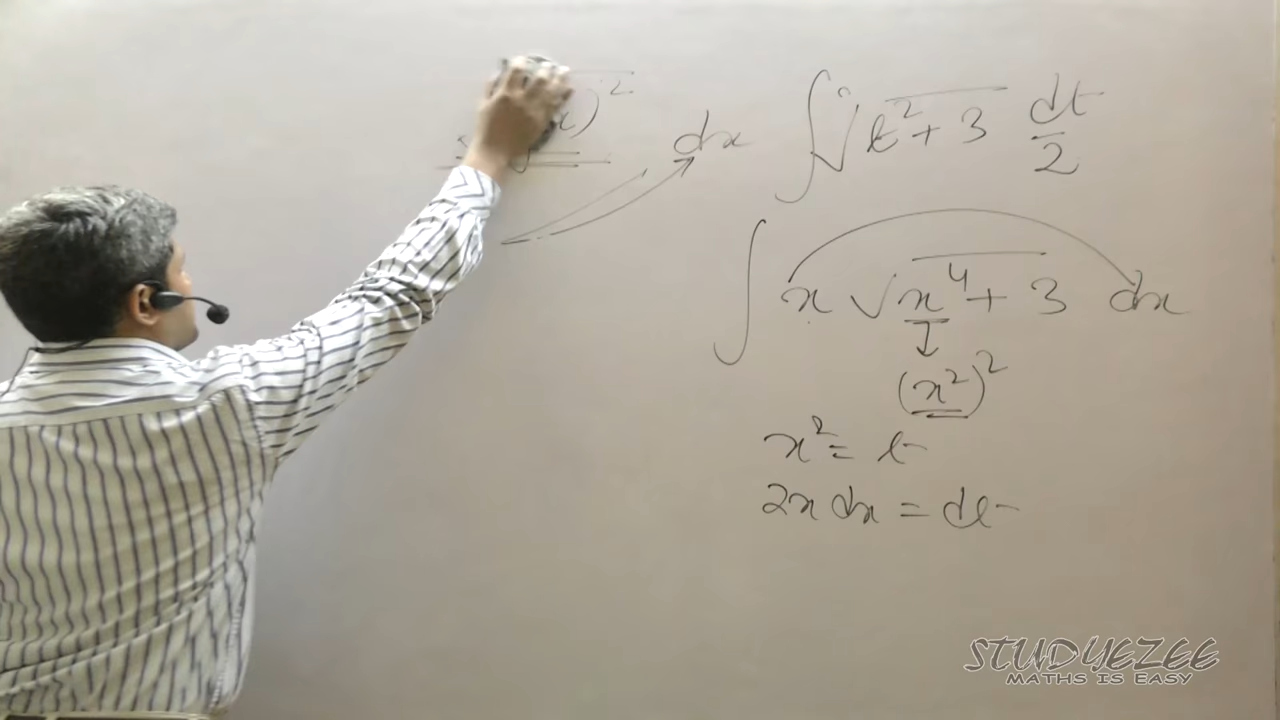 )² dx
∫ √t² + 3 dt/2
∫ x √x⁴ + 3 dx
(x²)²
x² = t
2x dx = dt
STUDYEZEE
MATHS IS EASY